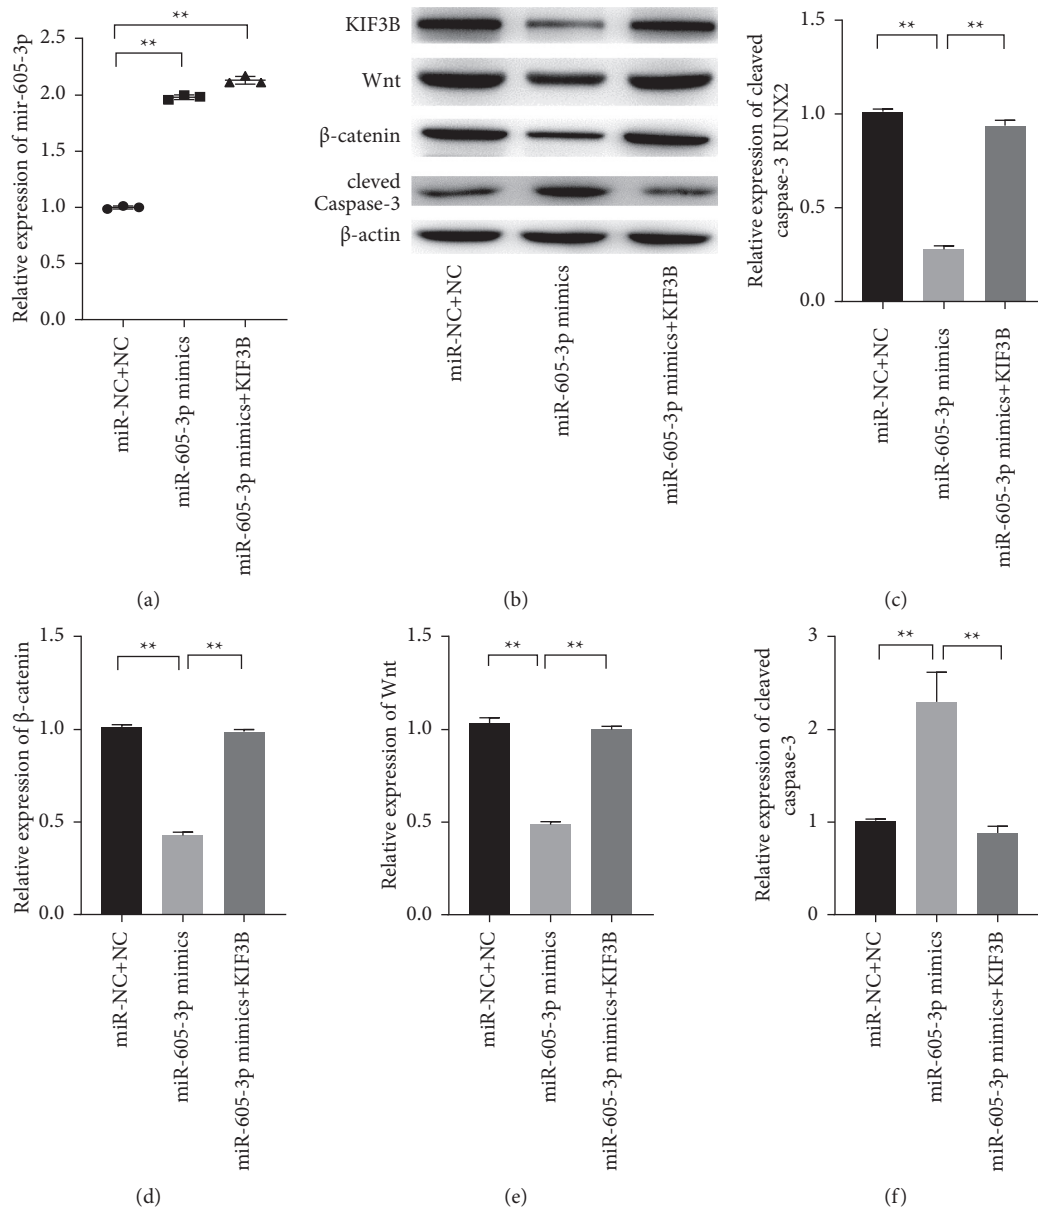 Relative expression of mir-605-3p
2.5
2.0
1.5
1.0
0.5
0.0
**
**
miR-NC+NC
miR-605-3p mimics
miR-605-3p mimics+KIF3B
(a)
KIF3B
Wnt
β-catenin
cleved
Caspase-3
β-actin
miR-NC+NC
miR-605-3p mimics
miR-605-3p mimics+KIF3B
(b)
Relative expression of cleaved
caspase-3 RUNX2
1.5
1.0
0.5
0.0
**
**
miR-NC+NC
miR-605-3p mimics
miR-605-3p mimics+KIF3B
(c)
Relative expression of β-catenin
1.5
1.0
0.5
0.0
**
**
miR-NC+NC
miR-605-3p mimics
miR-605-3p mimics+KIF3B
(d)
Relative expression of Wnt
1.5
1.0
0.5
0.0
**
**
miR-NC+NC
miR-605-3p mimics
miR-605-3p mimics+KIF3B
(e)
Relative expression of cleaved
caspase-3
3
2
1
0
**
**
miR-NC+NC
miR-605-3p mimics
miR-605-3p mimics+KIF3B
(f)